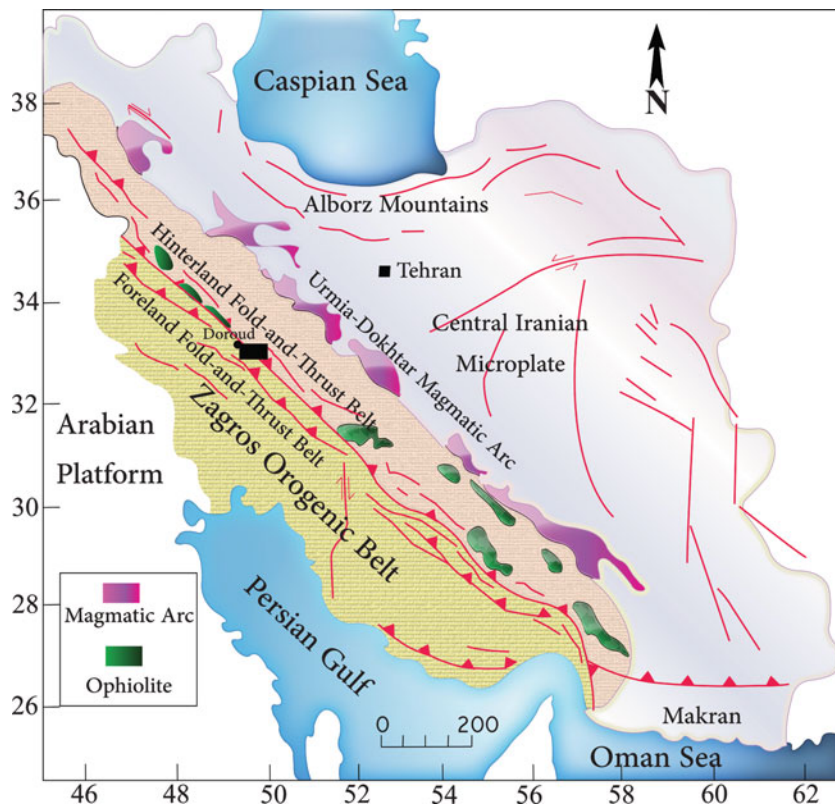 Caspian Sea
N
38
36
34
32
30
28
26
Alborz Mountains
Tehran
Hinterland Fold-and-Thrust Belt
Urmia-Dokhtar Magmatic Arc
Central Iranian
Microplate
Doroud
Foreland Fold-and-Thrust Belt
Zagros Orogenic Belt
Arabian
Platform
Persian Gulf
Magmatic Arc
Ophiolite
0 200
Makran
Oman Sea
46 48 50 52 54 56 58 60 62